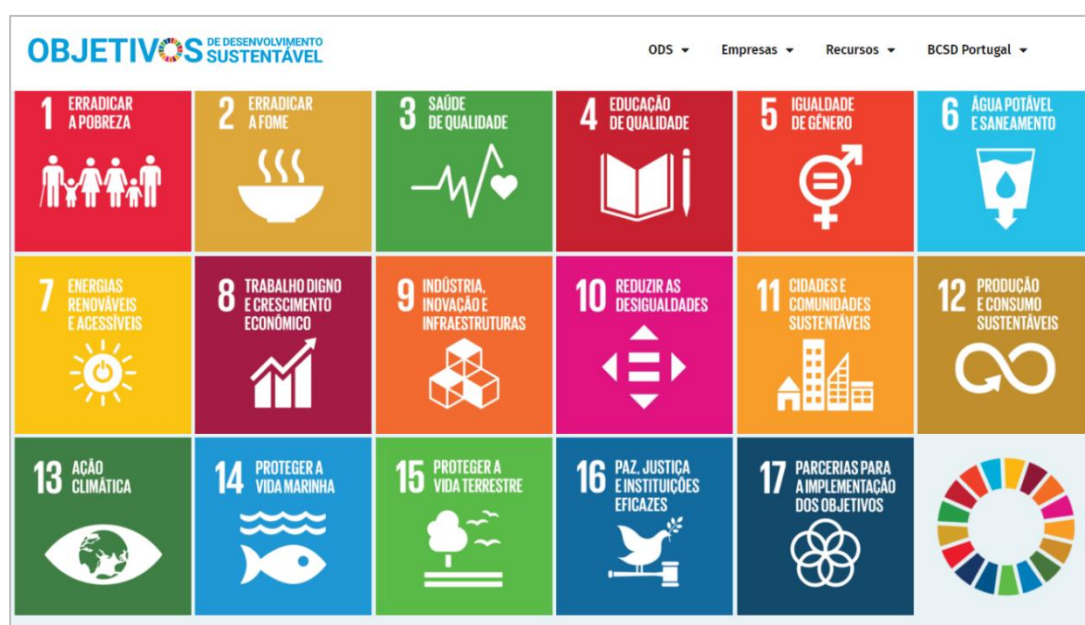 OBJETIVOS DE DESENVOLVIMENTO
SUSTENTÁVEL
ODS
Empresas
Recursos
BCSD Portugal
1 ERRADICAR
A POBREZA
2 ERRADICAR
A FOME
3 SAÚDE
DE QUALIDADE
4 EDUCAÇÃO
DE QUALIDADE
5 IGUALDADE
DE GÉNERO
6 ÁGUA POTÁVEL
E SANEAMENTO
7 ENERGIAS
RENOVÁVEIS
E ACESSÍVEIS
8 TRABALHO DIGNO
E CRESCIMENTO
ECONÓMICO
9 INDÚSTRIA,
INOVAÇÃO E
INFRAESTRUTURAS
10 REDUZIR AS
DESIGUALDADES
11 CIDADES E
COMUNIDADES
SUSTENTÁVEIS
12 PRODUÇÃO
E CONSUMO
SUSTENTÁVEIS
13 AÇÃO
CLIMÁTICA
14 PROTEGER A
VIDA MARINHA
15 PROTEGER A
VIDA TERRESTRE
16 PAZ, JUSTIÇA
E INSTITUIÇÕES
EFICAZES
17 PARCERIAS PARA
A IMPLEMENTAÇÃO
DOS OBJETIVOS